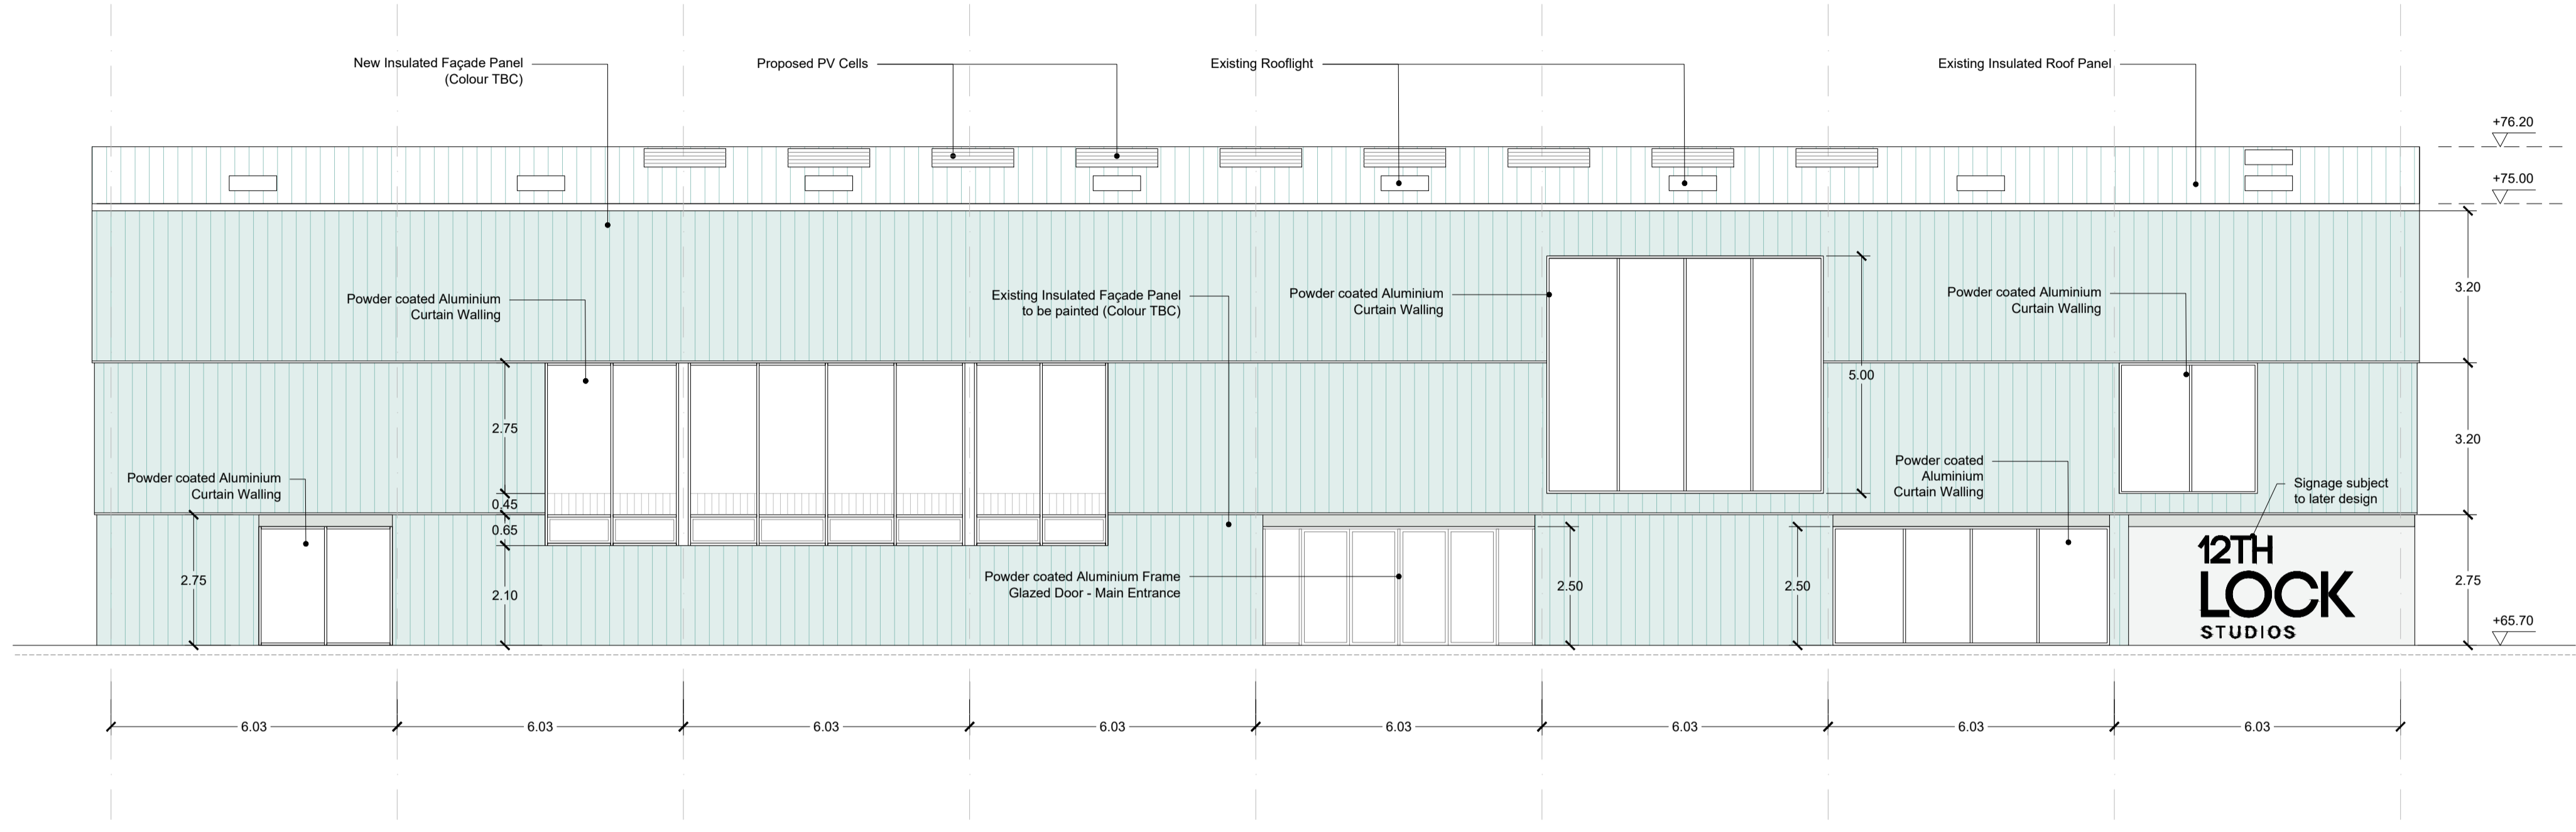 New Insulated Façade Panel
(Colour TBC)
Proposed PV Cells
Existing Rooflight
Existing Insulated Roof Panel
+76.20
+75.00
Powder coated Aluminium
Curtain Walling
Existing Insulated Façade Panel
to be painted (Colour TBC)
Powder coated Aluminium
Curtain Walling
Powder coated Aluminium
Curtain Walling
3.20
5.00
2.75
3.20
Powder coated Aluminium
Curtain Walling
Powder coated
Aluminium
Curtain Walling
Signage subject
to later design
0.45
0.65
2.75
2.10
Powder coated Aluminium Frame
Glazed Door - Main Entrance
2.50
2.50
12TH
LOCK
STUDIOS
2.75
+65.70
6.03
6.03
6.03
6.03
6.03
6.03
6.03
6.03